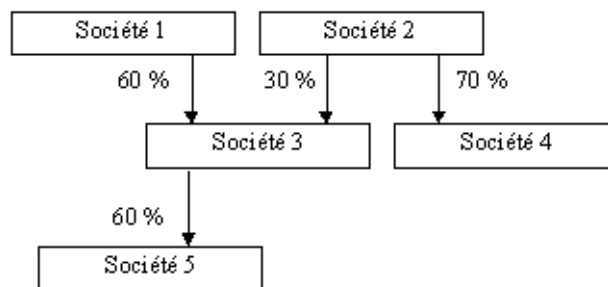 Société 1
Société 2
60 %
30 %
70 %
Société 3
Société 4
60 %
Société 5